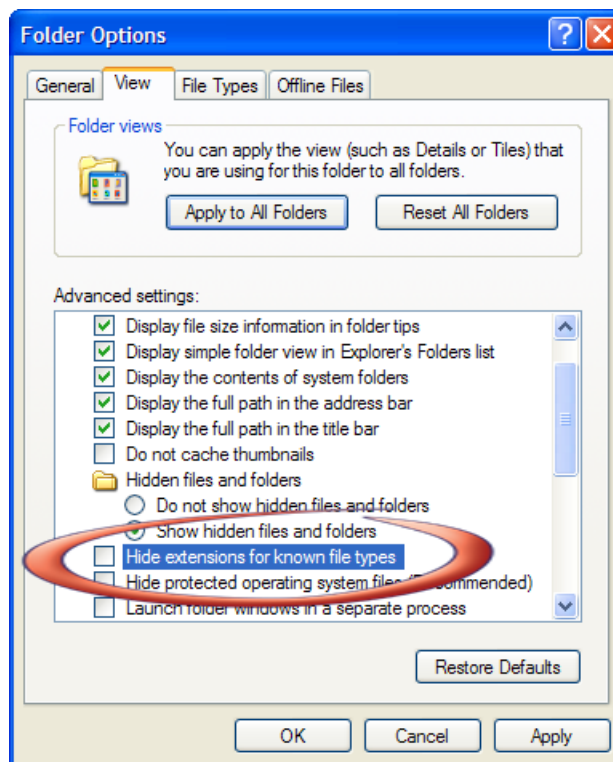 Folder Options
General View File Types Offline Files
Folder views
You can apply the view (such as Details or Tiles) that
you are using for this folder to all folders.
Apply to All Folders Reset All Folders
Advanced settings:
Display file size information in folder tips
Display simple folder view in Explorer's Folders list
Display the contents of system folders
Display the full path in the address bar
Display the full path in the title bar
Do not cache thumbnails
Hidden files and folders
Do not show hidden files and folders
Show hidden files and folders
Hide extensions for known file types
Hide protected operating system files (Recommended)
Launch folder windows in a separate process
Restore Defaults
OK Cancel Apply